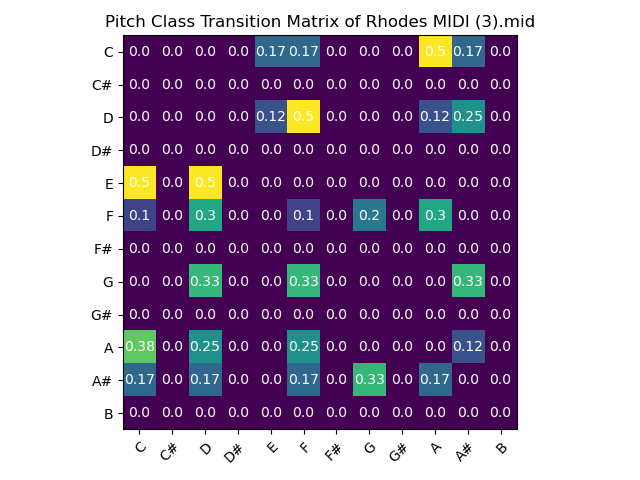 Pitch Class Transition Matrix of Rhodes MIDI (3).mid
C 0.0 0.0 0.0 0.0 0.17 0.17 0.0 0.0 0.0 0.5 0.17 0.0
C# 0.0 0.0 0.0 0.0 0.0 0.0 0.0 0.0 0.0 0.0 0.0 0.0
D 0.0 0.0 0.0 0.0 0.12 0.5 0.0 0.0 0.0 0.12 0.25 0.0
D# 0.0 0.0 0.0 0.0 0.0 0.0 0.0 0.0 0.0 0.0 0.0 0.0
E 0.5 0.0 0.5 0.0 0.0 0.0 0.0 0.0 0.0 0.0 0.0 0.0
F 0.1 0.0 0.3 0.0 0.0 0.1 0.0 0.2 0.0 0.3 0.0 0.0
F# 0.0 0.0 0.0 0.0 0.0 0.0 0.0 0.0 0.0 0.0 0.0 0.0
G 0.0 0.0 0.33 0.0 0.0 0.33 0.0 0.0 0.0 0.0 0.33 0.0
G# 0.0 0.0 0.0 0.0 0.0 0.0 0.0 0.0 0.0 0.0 0.0 0.0
A 0.38 0.0 0.25 0.0 0.0 0.25 0.0 0.0 0.0 0.0 0.12 0.0
A# 0.17 0.0 0.17 0.0 0.0 0.17 0.0 0.33 0.0 0.17 0.0 0.0
B 0.0 0.0 0.0 0.0 0.0 0.0 0.0 0.0 0.0 0.0 0.0 0.0
C C# D D# E F F# G G# A A# B